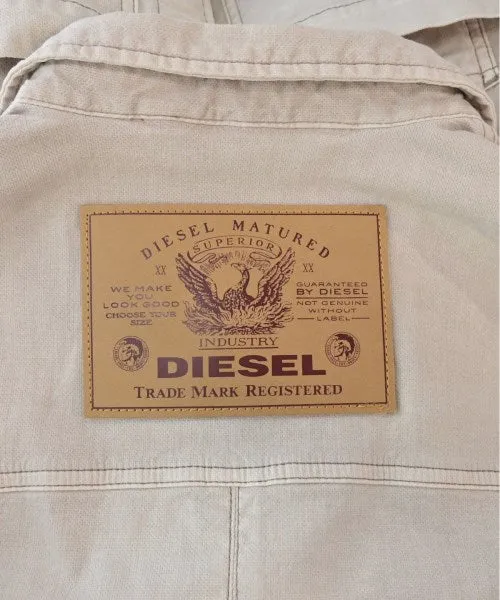 DIESEL MATURED
SUPERIOR
XX
XX
WE MAKE
YOU
LOOK GOOD
CHOOSE YOUR
SIZE
GUARANTEED
BY DIESEL
NOT GENUINE
WITHOUT
LABEL
INDUSTRY
DIESEL
TRADE MARK REGISTERED